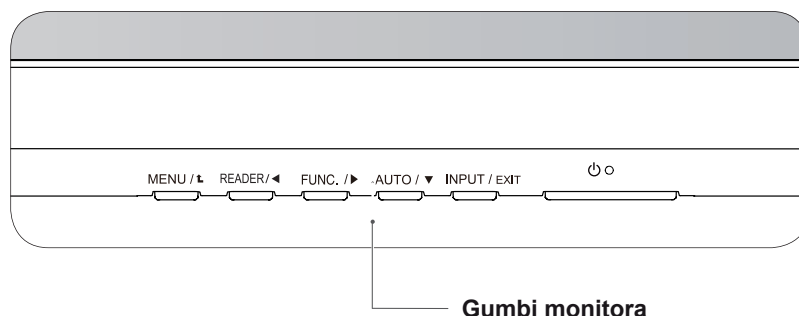 MENU / READER/◀ FUNC. /▶ AUTO / ▼ INPUT / EXIT
Gumbi monitora